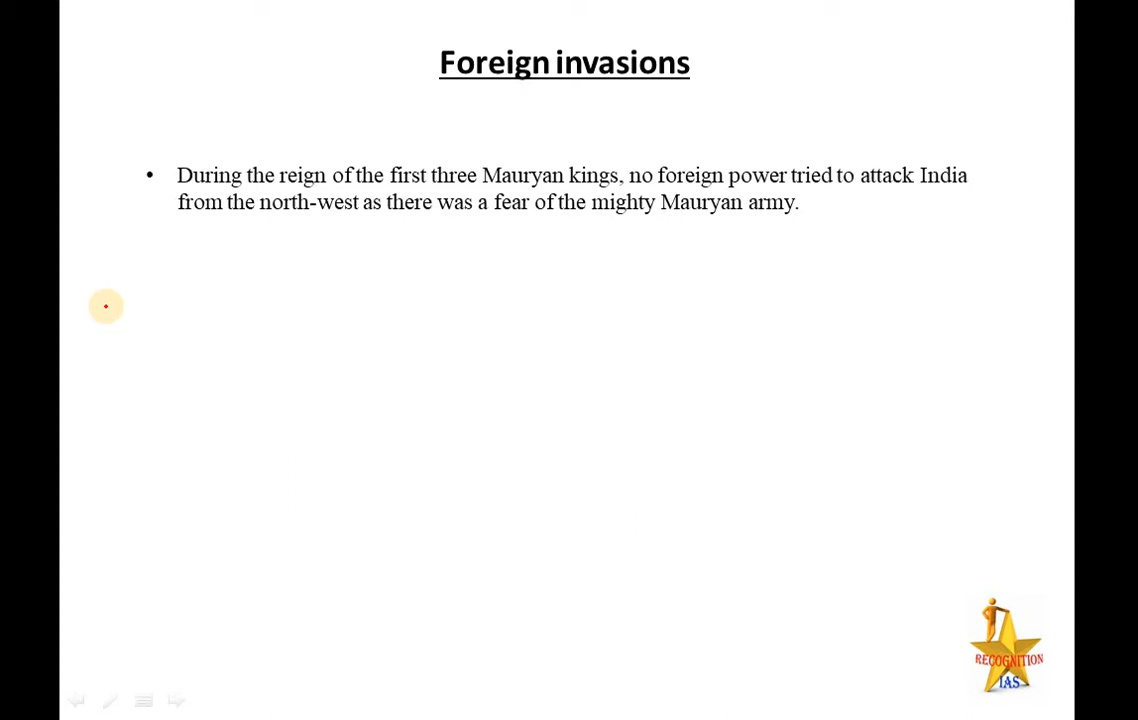 Foreign invasions
• During the reign of the first three Mauryan kings, no foreign power tried to attack India
from the north-west as there was a fear of the mighty Mauryan army.
RECOGNITION
IAS